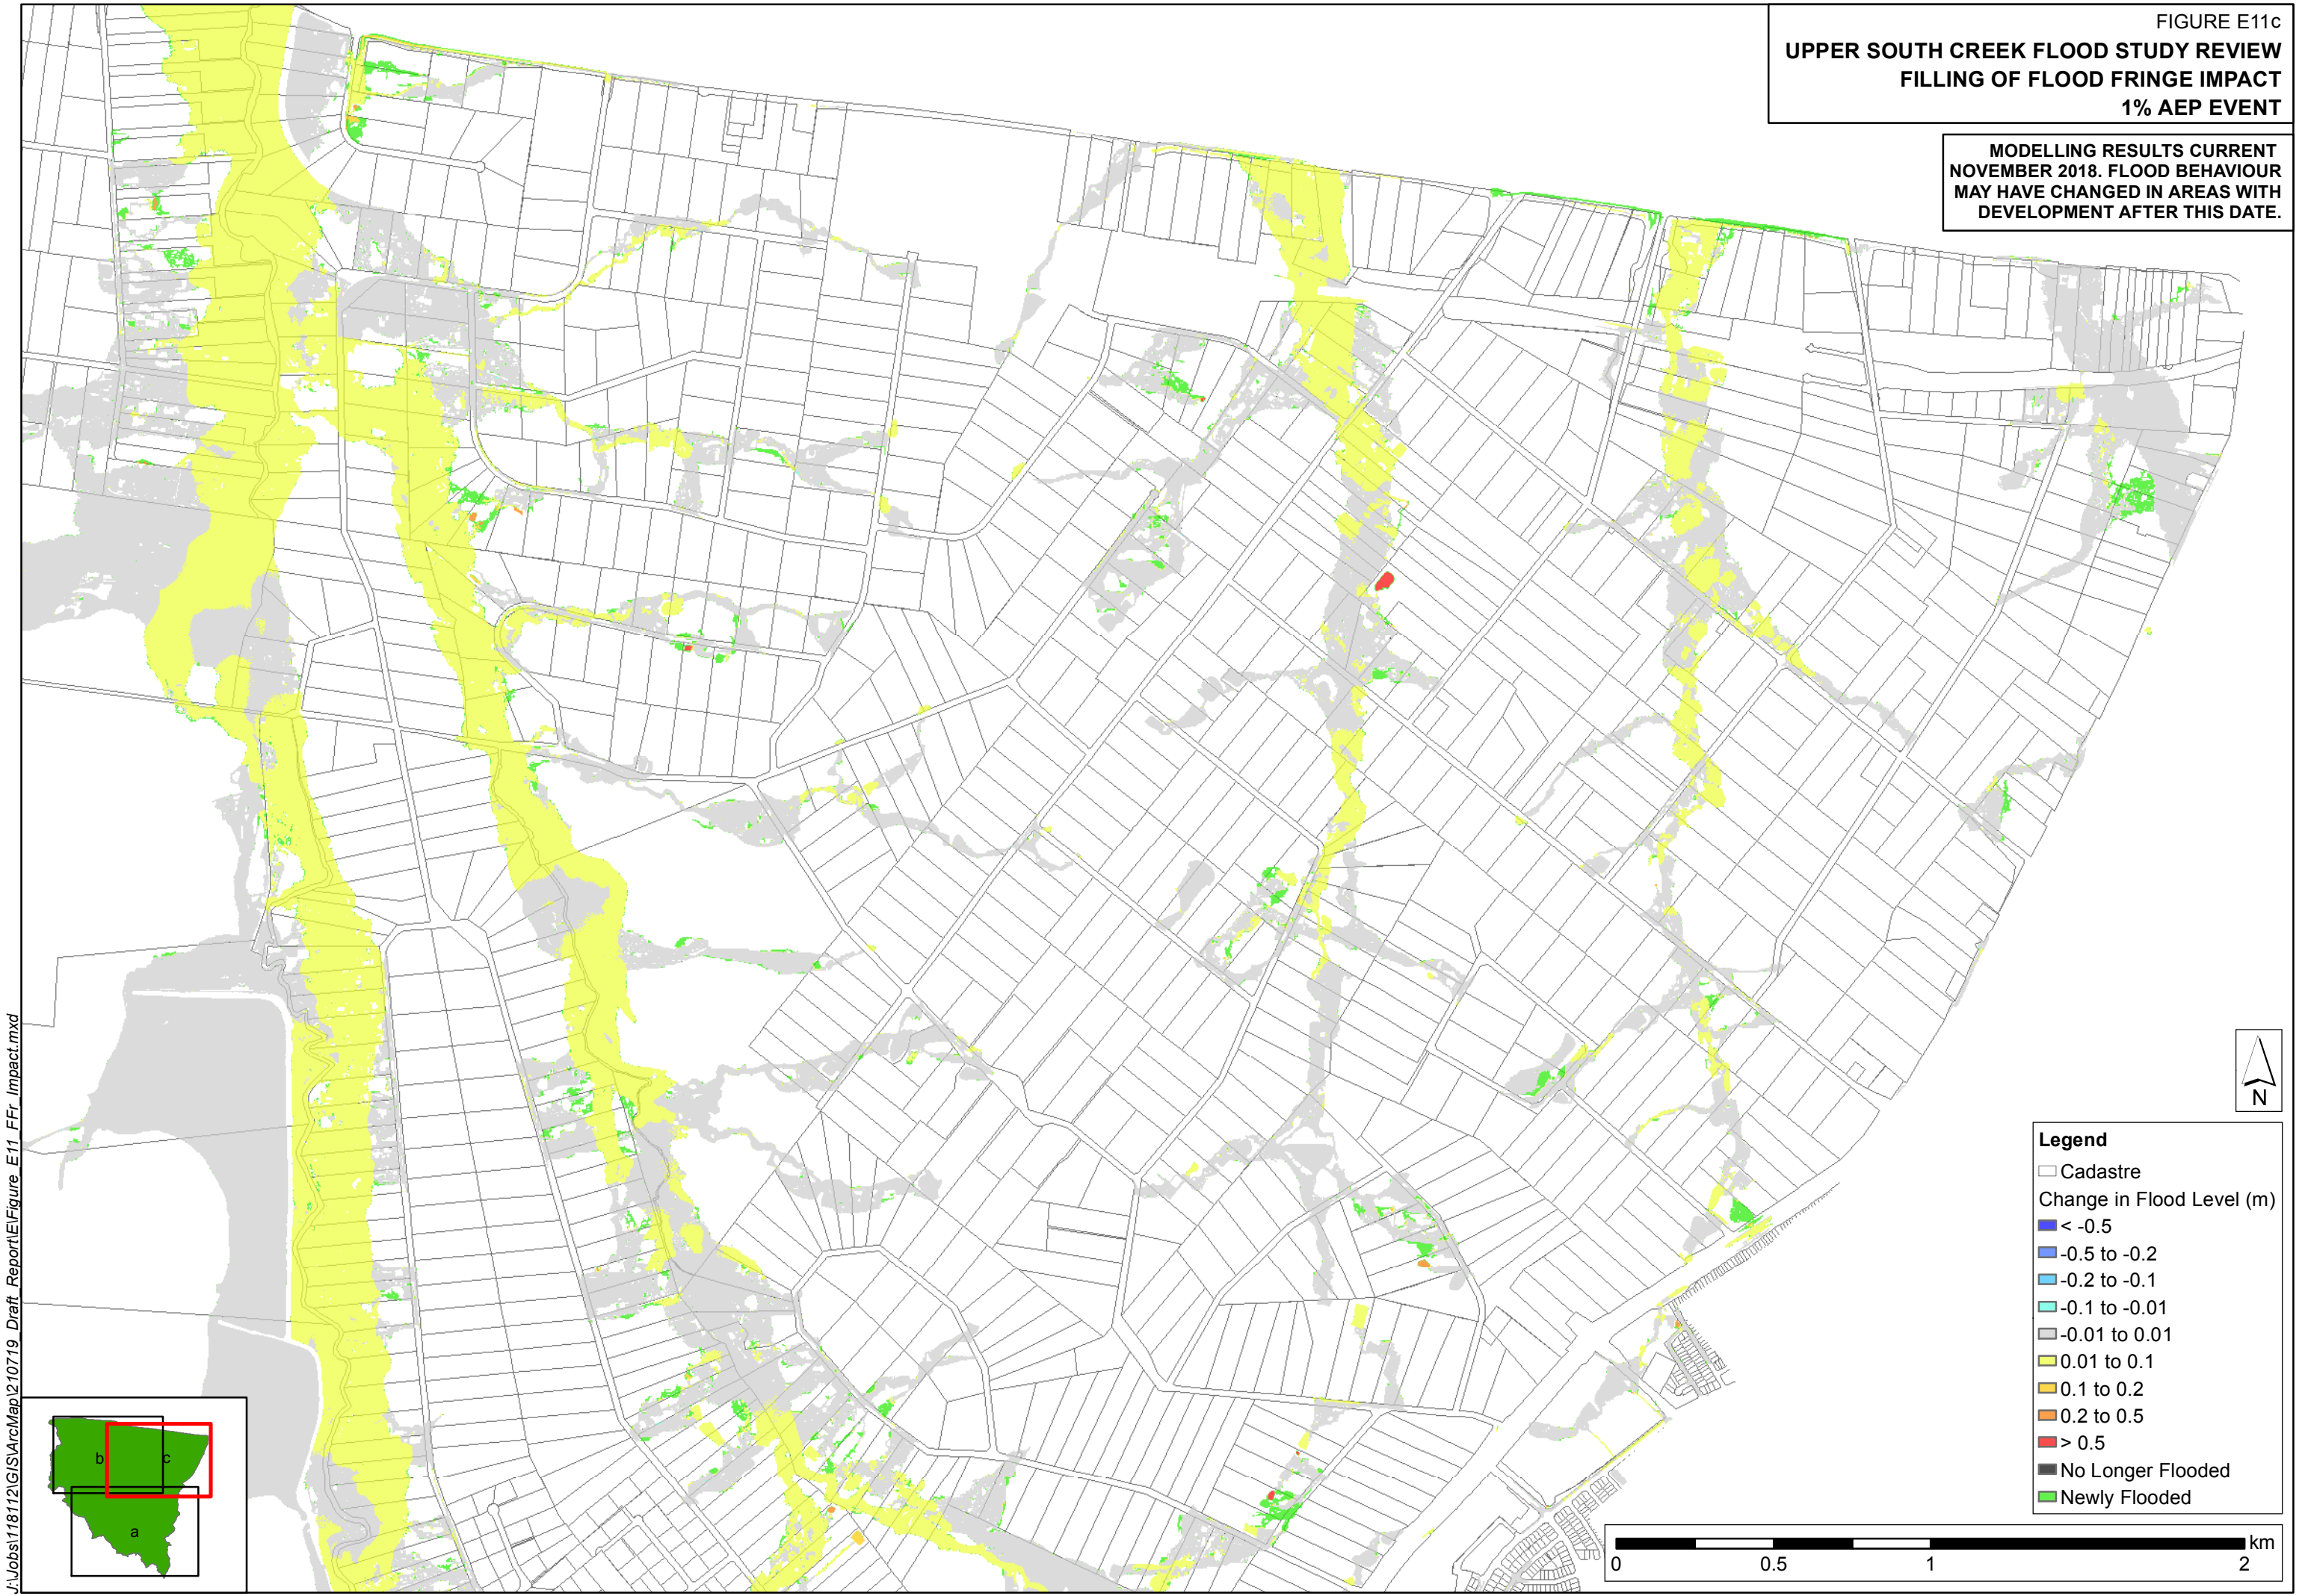 FIGURE E11c
UPPER SOUTH CREEK FLOOD STUDY REVIEW
FILLING OF FLOOD FRINGE IMPACT
1% AEP EVENT
MODELLING RESULTS CURRENT
NOVEMBER 2018. FLOOD BEHAVIOUR
MAY HAVE CHANGED IN AREAS WITH
DEVELOPMENT AFTER THIS DATE.
N
Legend
Cadastre
Change in Flood Level (m)
< -0.5
-0.5 to -0.2
-0.2 to -0.1
-0.1 to -0.01
-0.01 to 0.01
0.01 to 0.1
0.1 to 0.2
0.2 to 0.5
> 0.5
No Longer Flooded
Newly Flooded
km
0 0.5 1 2
b c
a
J:\Jobs\118112\GIS\ArcMap\210719_Draft_Report\E\Figure_E11_FFr_Impact.mxd